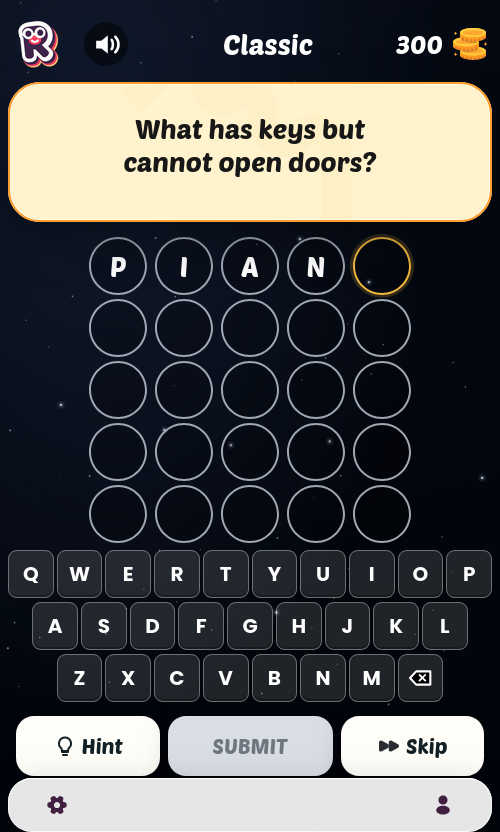 R
Classic
300
What has keys but
cannot open doors?
P I A N
Q W E R T Y U I O P
A S D F G H J K L
Z X C V B N M
Hint
SUBMIT
Skip